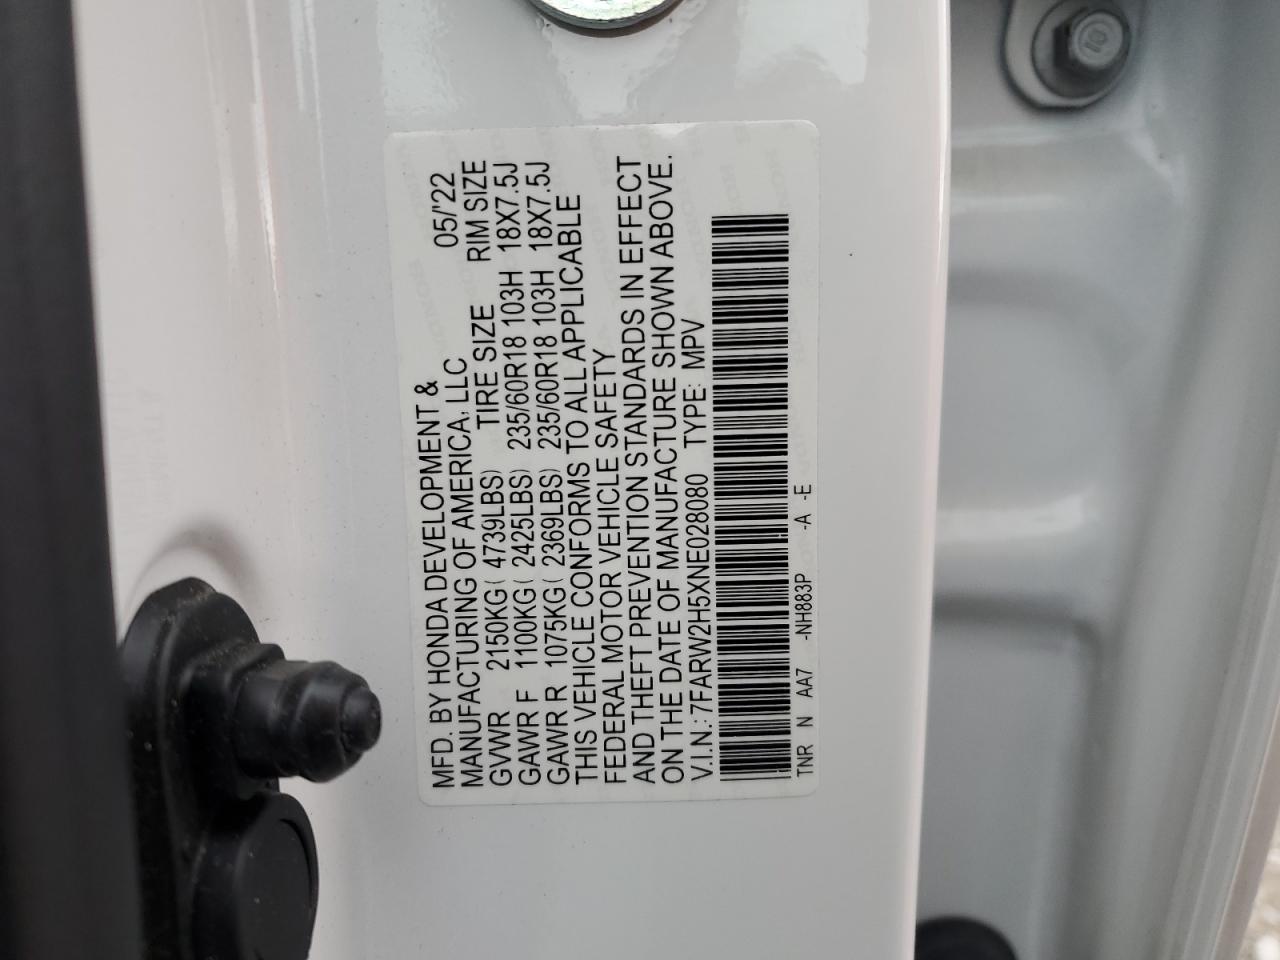 MFD. BY HONDA DEVELOPMENT & 05/'22
MANUFACTURING OF AMERICA, LLC
TIRE SIZE RIM SIZE
GVWR 2150KG( 4739LBS)
GAWR F 1100KG( 2425LBS) 235/60R18 103H 18X7.5J
GAWR R 1075KG( 2369LBS) 235/60R18 103H 18X7.5J
THIS VEHICLE CONFORMS TO ALL APPLICABLE
FEDERAL MOTOR VEHICLE SAFETY
AND THEFT PREVENTION STANDARDS IN EFFECT
ON THE DATE OF MANUFACTURE SHOWN ABOVE.
V.I.N.: 7FARW2H5XNE028080 TYPE: MPV
TNR N AA7 -NH883P -A -E
10